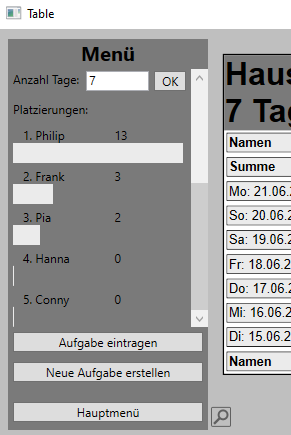 Table
Menü
Anzahl Tage: 7 OK
Platzierungen:
1. Philip 13
2. Frank 3
3. Pia 2
4. Hanna 0
5. Conny 0
Aufgabe eintragen
Neue Aufgabe erstellen
Hauptmenü
Haus
7 Tag
Namen
Summe
Mo: 21.06.2
So: 20.06.2
Sa: 19.06.2
Fr: 18.06.2
Do: 17.06.2
Mi: 16.06.2
Di: 15.06.2
Namen